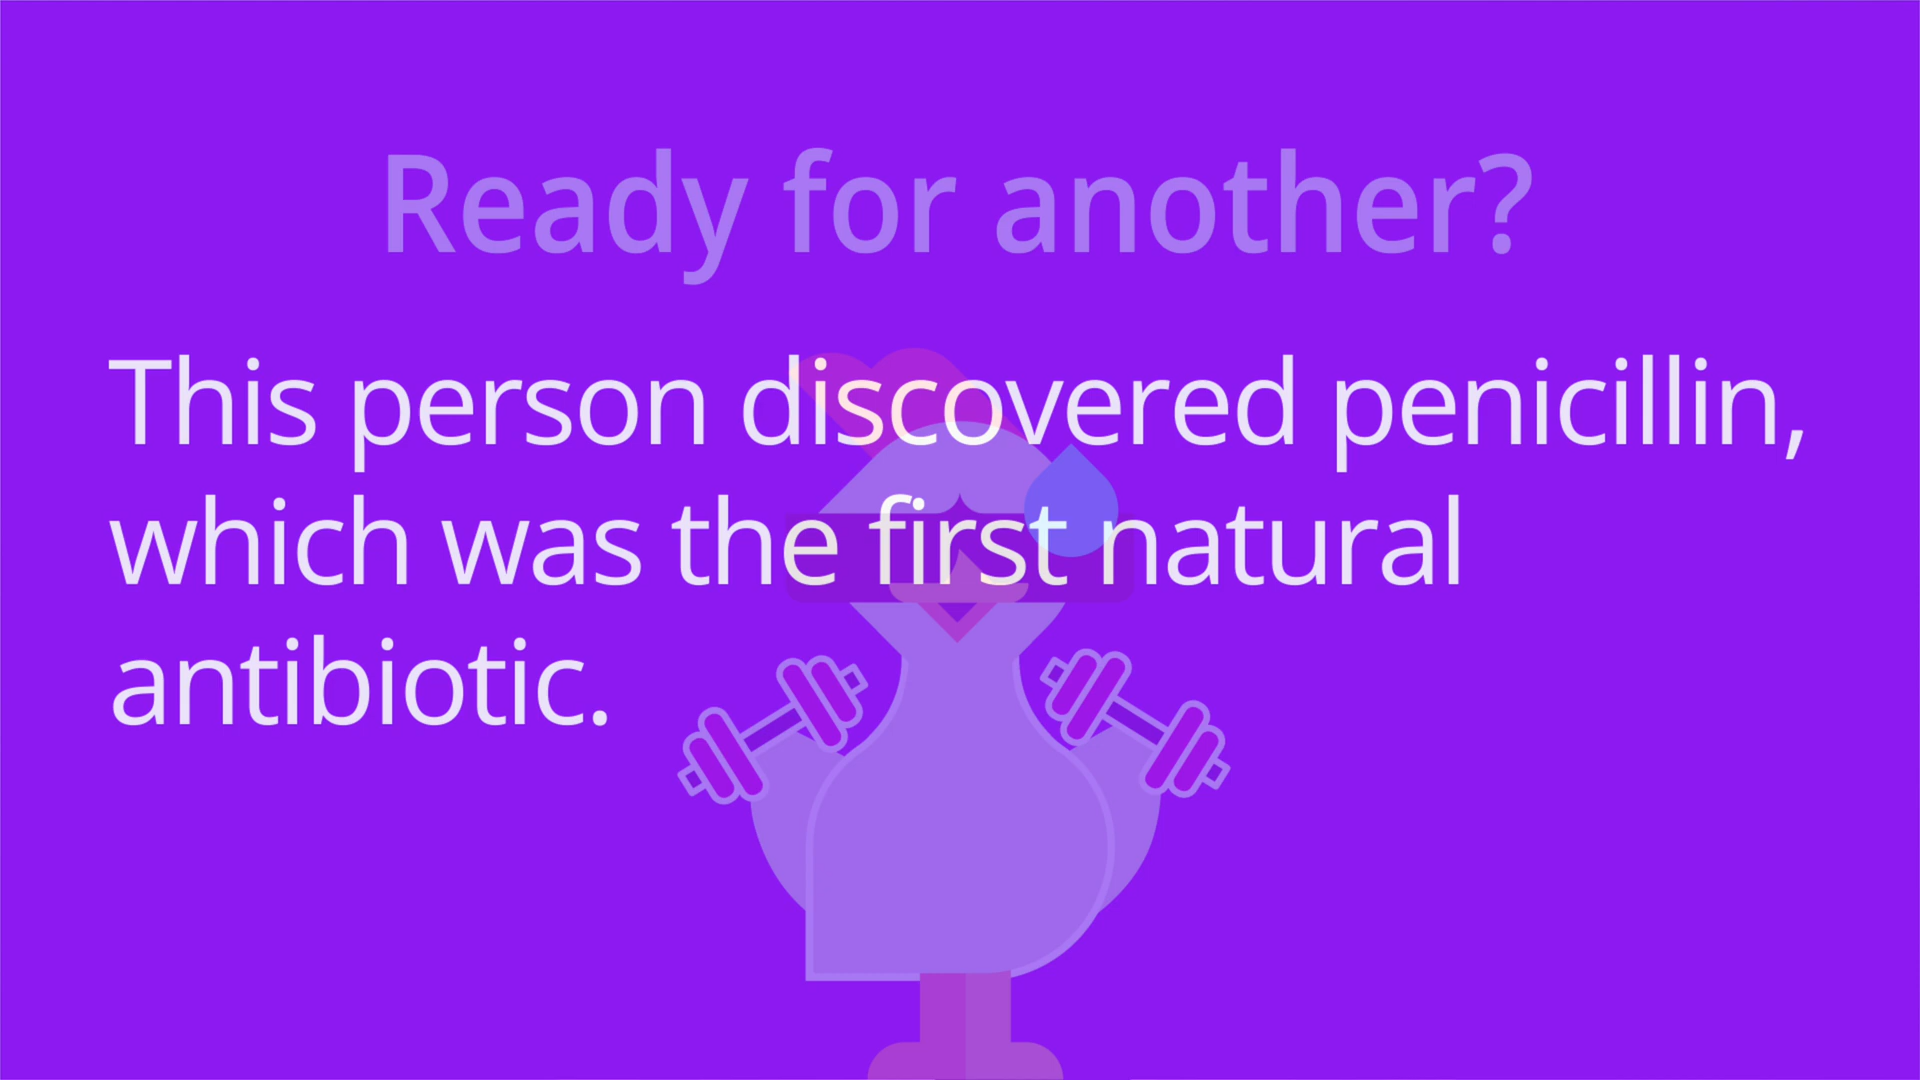 Ready for another?
This person discovered penicillin,
which was the first natural
antibiotic.